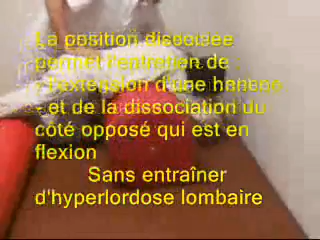 La position dissociée
permet l'entretien de :
- l'extension d'une hanche
- et de la dissociation du
côté opposé qui est en
flexion
Sans entraîner
d'hyperlordose lombaire